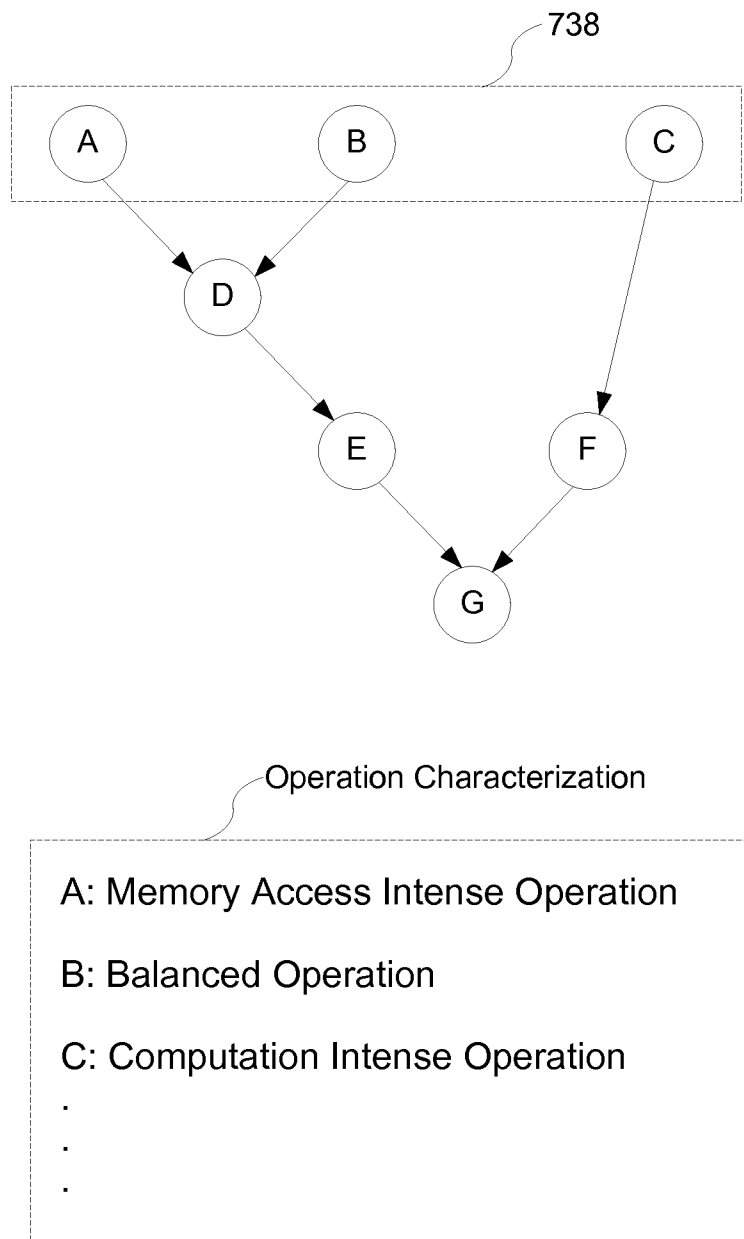 738
A
B
C
D
E
F
G
Operation Characterization
A: Memory Access Intense Operation
B: Balanced Operation
C: Computation Intense Operation
.
.
.